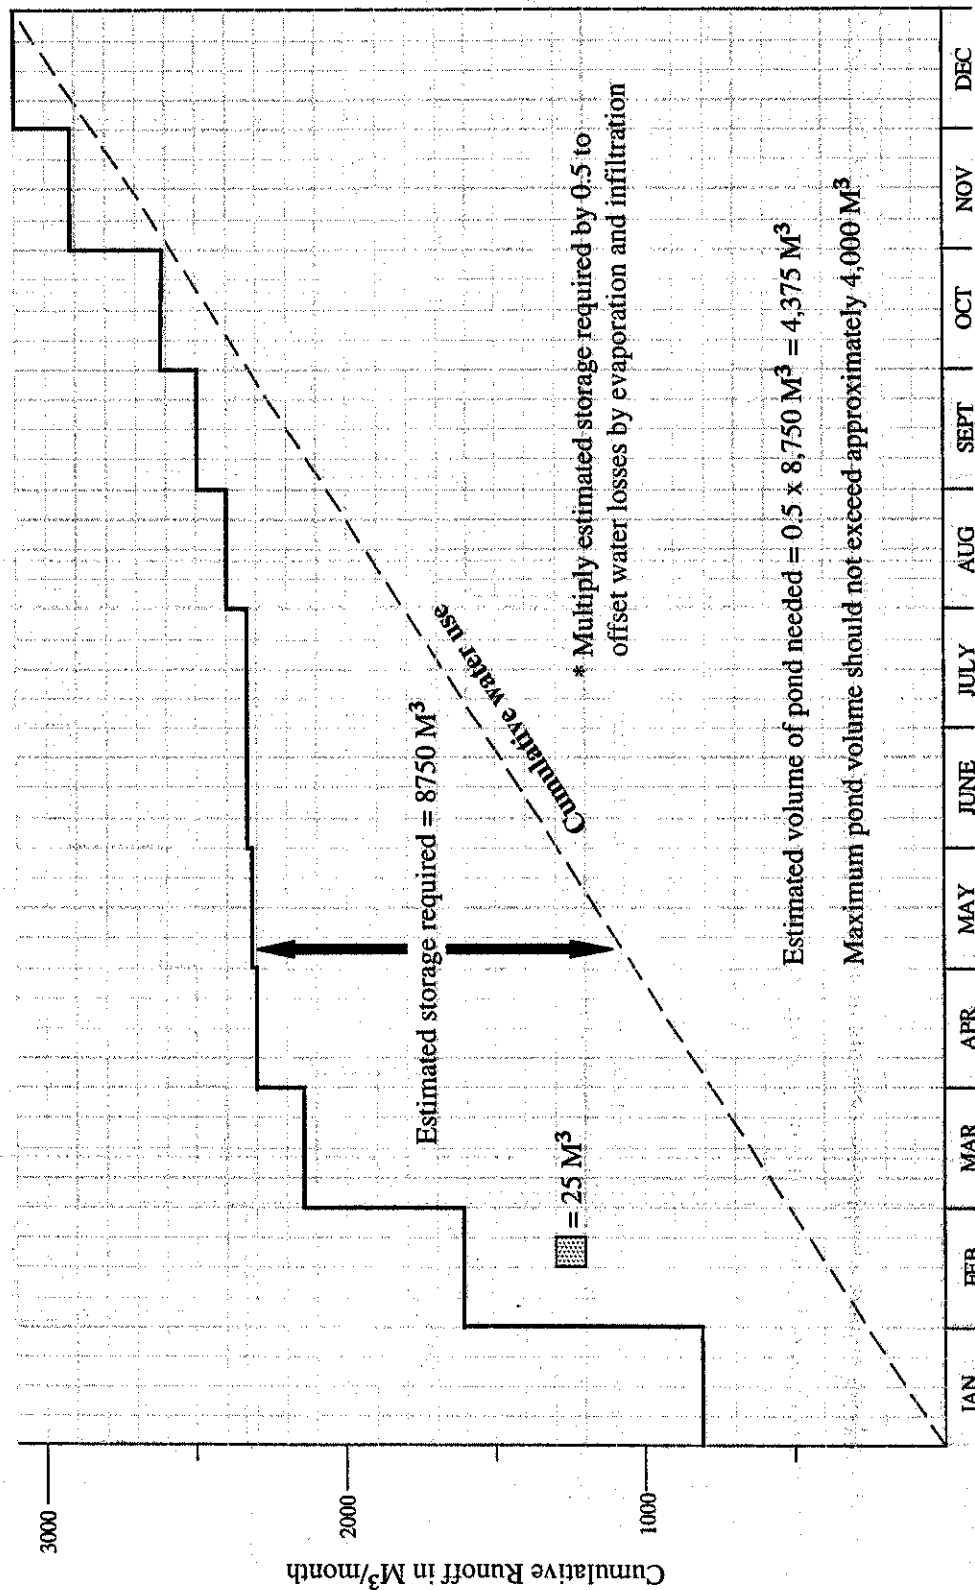 Cumulative Runoff in M³/month
3000
2000
1000
Estimated storage required = 8750 M³
Cumulative water use
= 25 M³
* Multiply estimated storage required by 0.5 to
offset water losses by evaporation and infiltration
Estimated volume of pond needed = 0.5 x 8,750 M³ = 4,375 M³
Maximum pond volume should not exceed approximately 4,000 M³
JAN FEB MAR APR MAY JUNE JULY AUG SEPT OCT NOV DEC